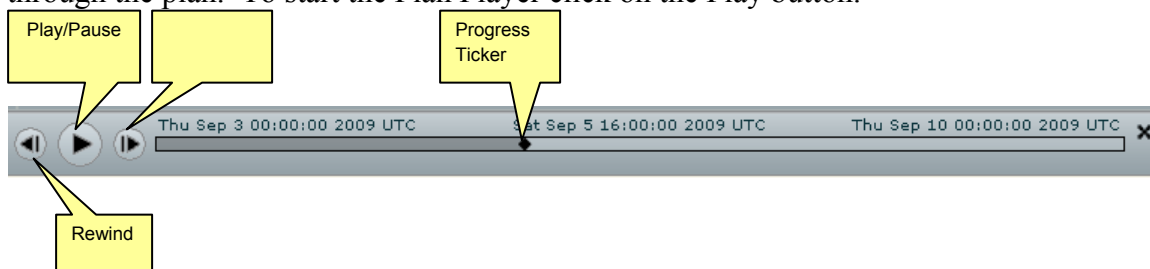 through the plan. To start the Plan Player click on the Play button.
Play/Pause
Progress
Ticker
Thu Sep 3 00:00:00 2009 UTC
Sat Sep 5 16:00:00 2009 UTC
Thu Sep 10 00:00:00 2009 UTC
Rewind